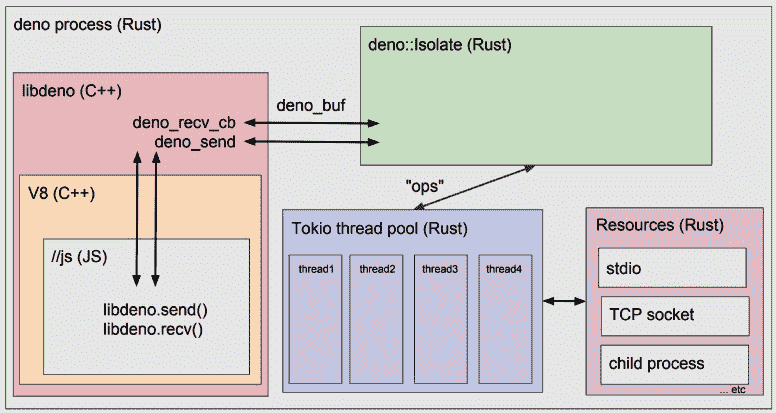 deno process (Rust)
deno::Isolate (Rust)
libdeno (C++)
deno_buf
deno_recv_cb
deno_send
"ops"
V8 (C++)
//js (JS)
libdeno.send()
libdeno.recv()
Tokio thread pool (Rust)
thread1
thread2
thread3
thread4
Resources (Rust)
stdio
TCP socket
child process
... etc